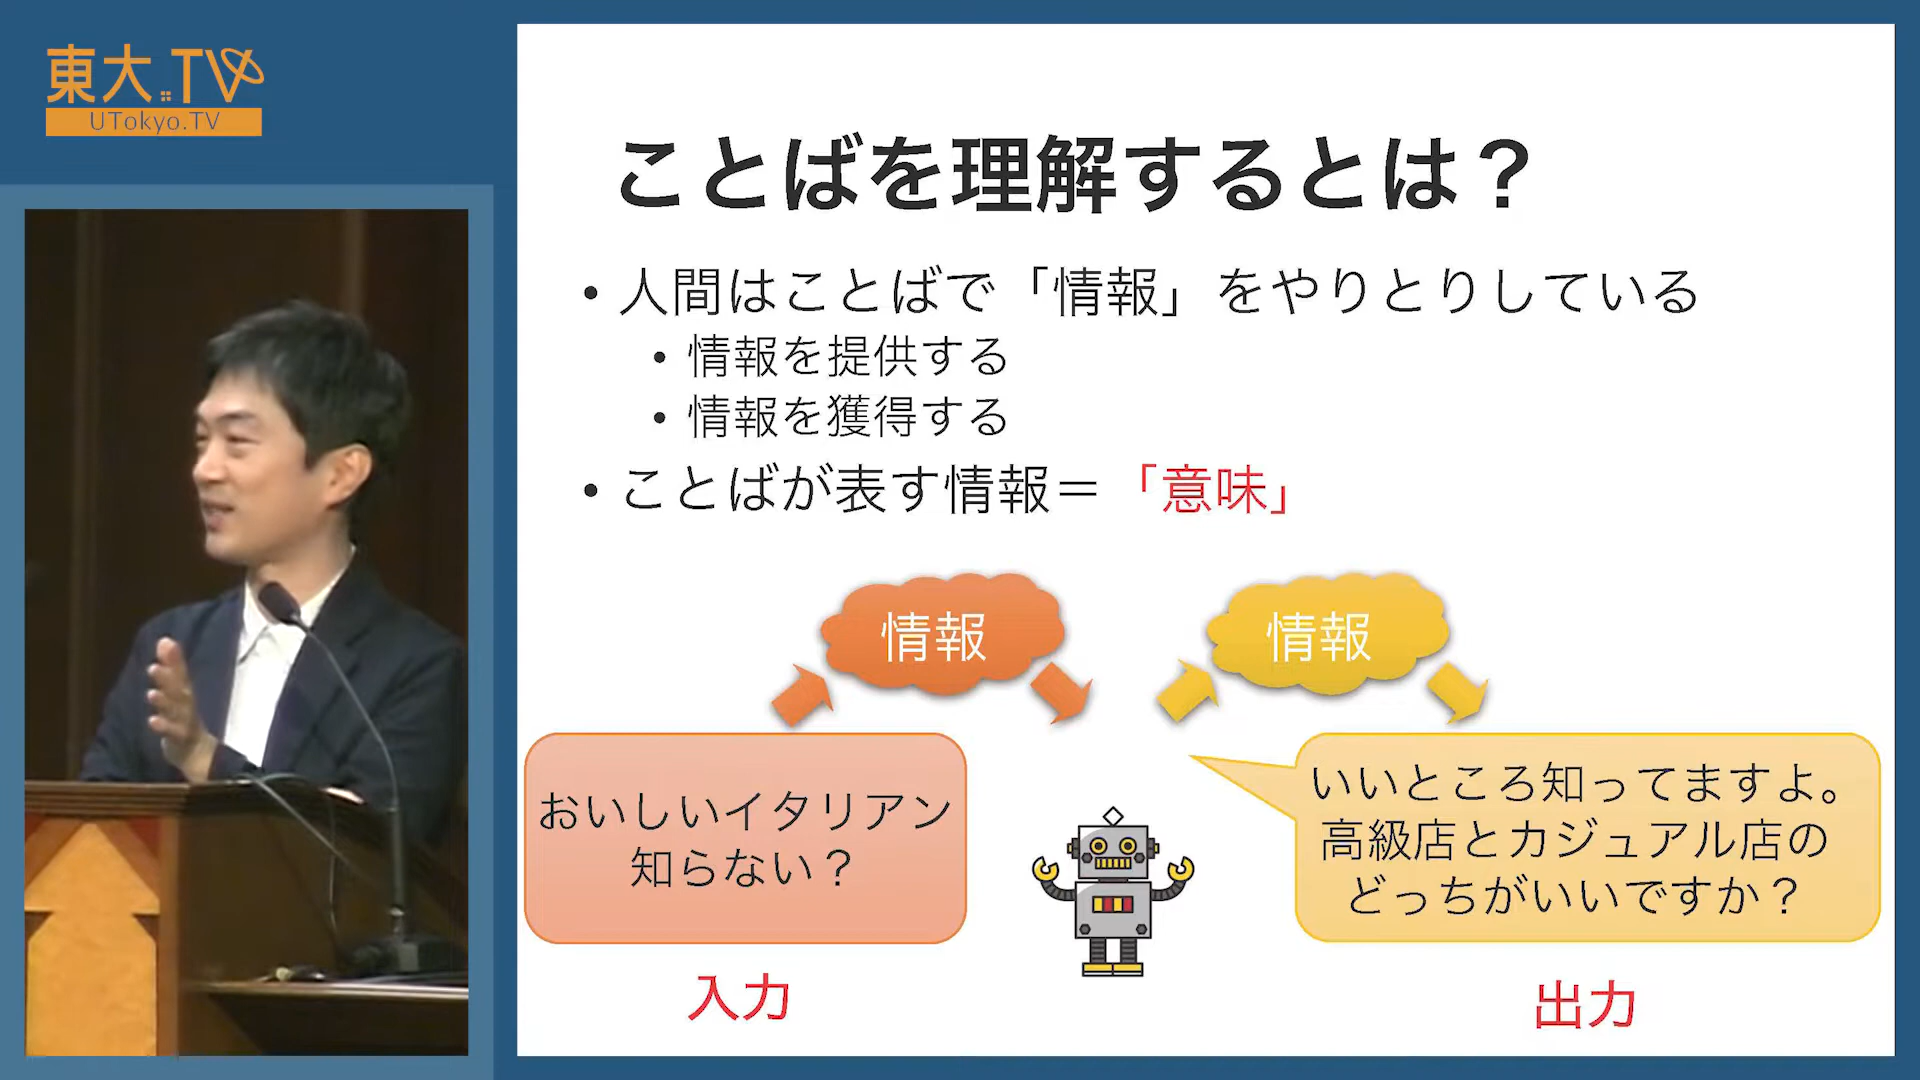 東大.TV
UTokyo.TV
ことばを理解するとは？
• 人間はことばで「情報」をやりとりしている
• 情報を提供する
• 情報を獲得する
• ことばが表す情報＝「意味」
情報
情報
おいしいイタリアン
知らない？
いいところ知ってますよ。
高級店とカジュアル店の
どっちがいいですか？
入力
出力